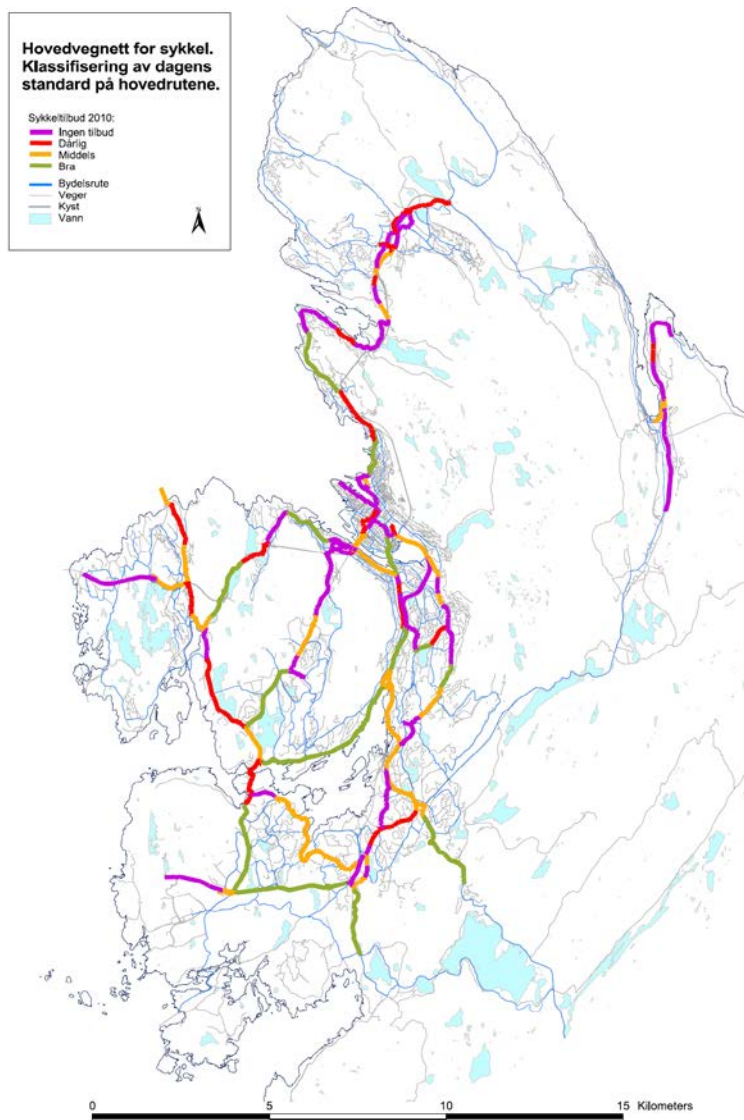 Hovedvegnett for sykkel.
Klassifisering av dagens
standard på hovedrutene.
Sykkeltilbud 2010:
Ingen tilbud
Dårlig
Middels
Bra
Bydelsrute
Veger
Kyst
Vann
N
0 5 10 15 Kilometers